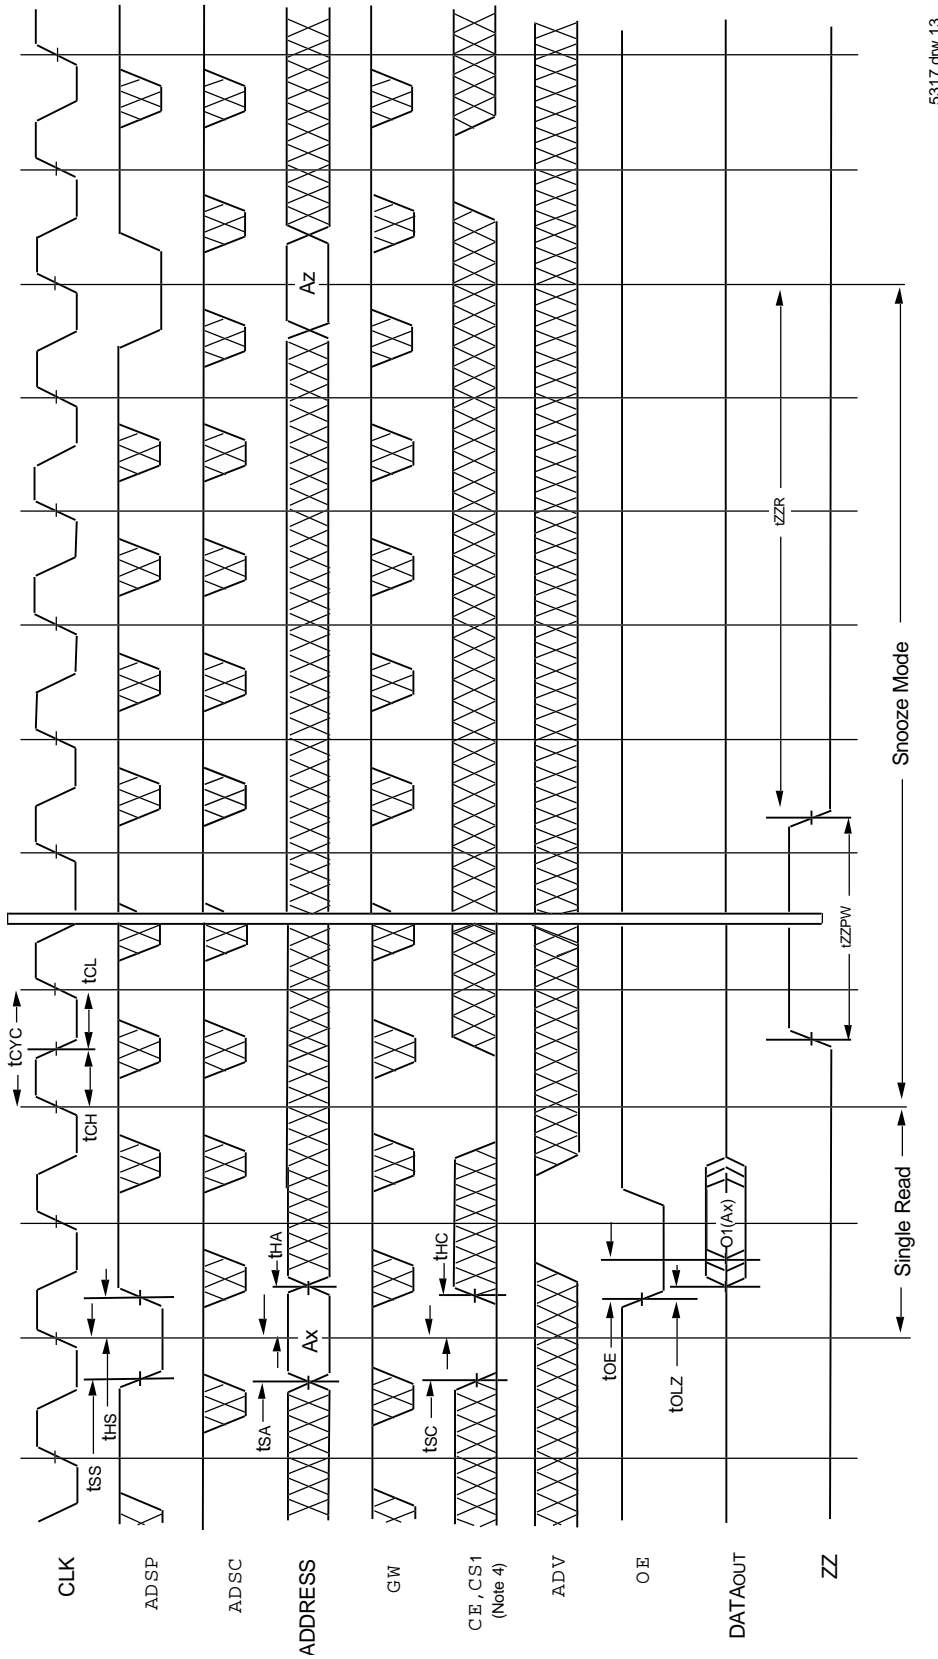 CLK
tCYC
tCH
tCL
tSS
tHS
ADSP
ADSC
ADDRESS
tSA
tHA
Ax
Az
GW
CE, CS1
(Note 4)
tSC
tHC
ADV
OE
tOE
tOLZ
DATAOUT
O1(Ax)
ZZ
tZZPW
tZZR
Single Read
Snooze Mode
5317 drw 13